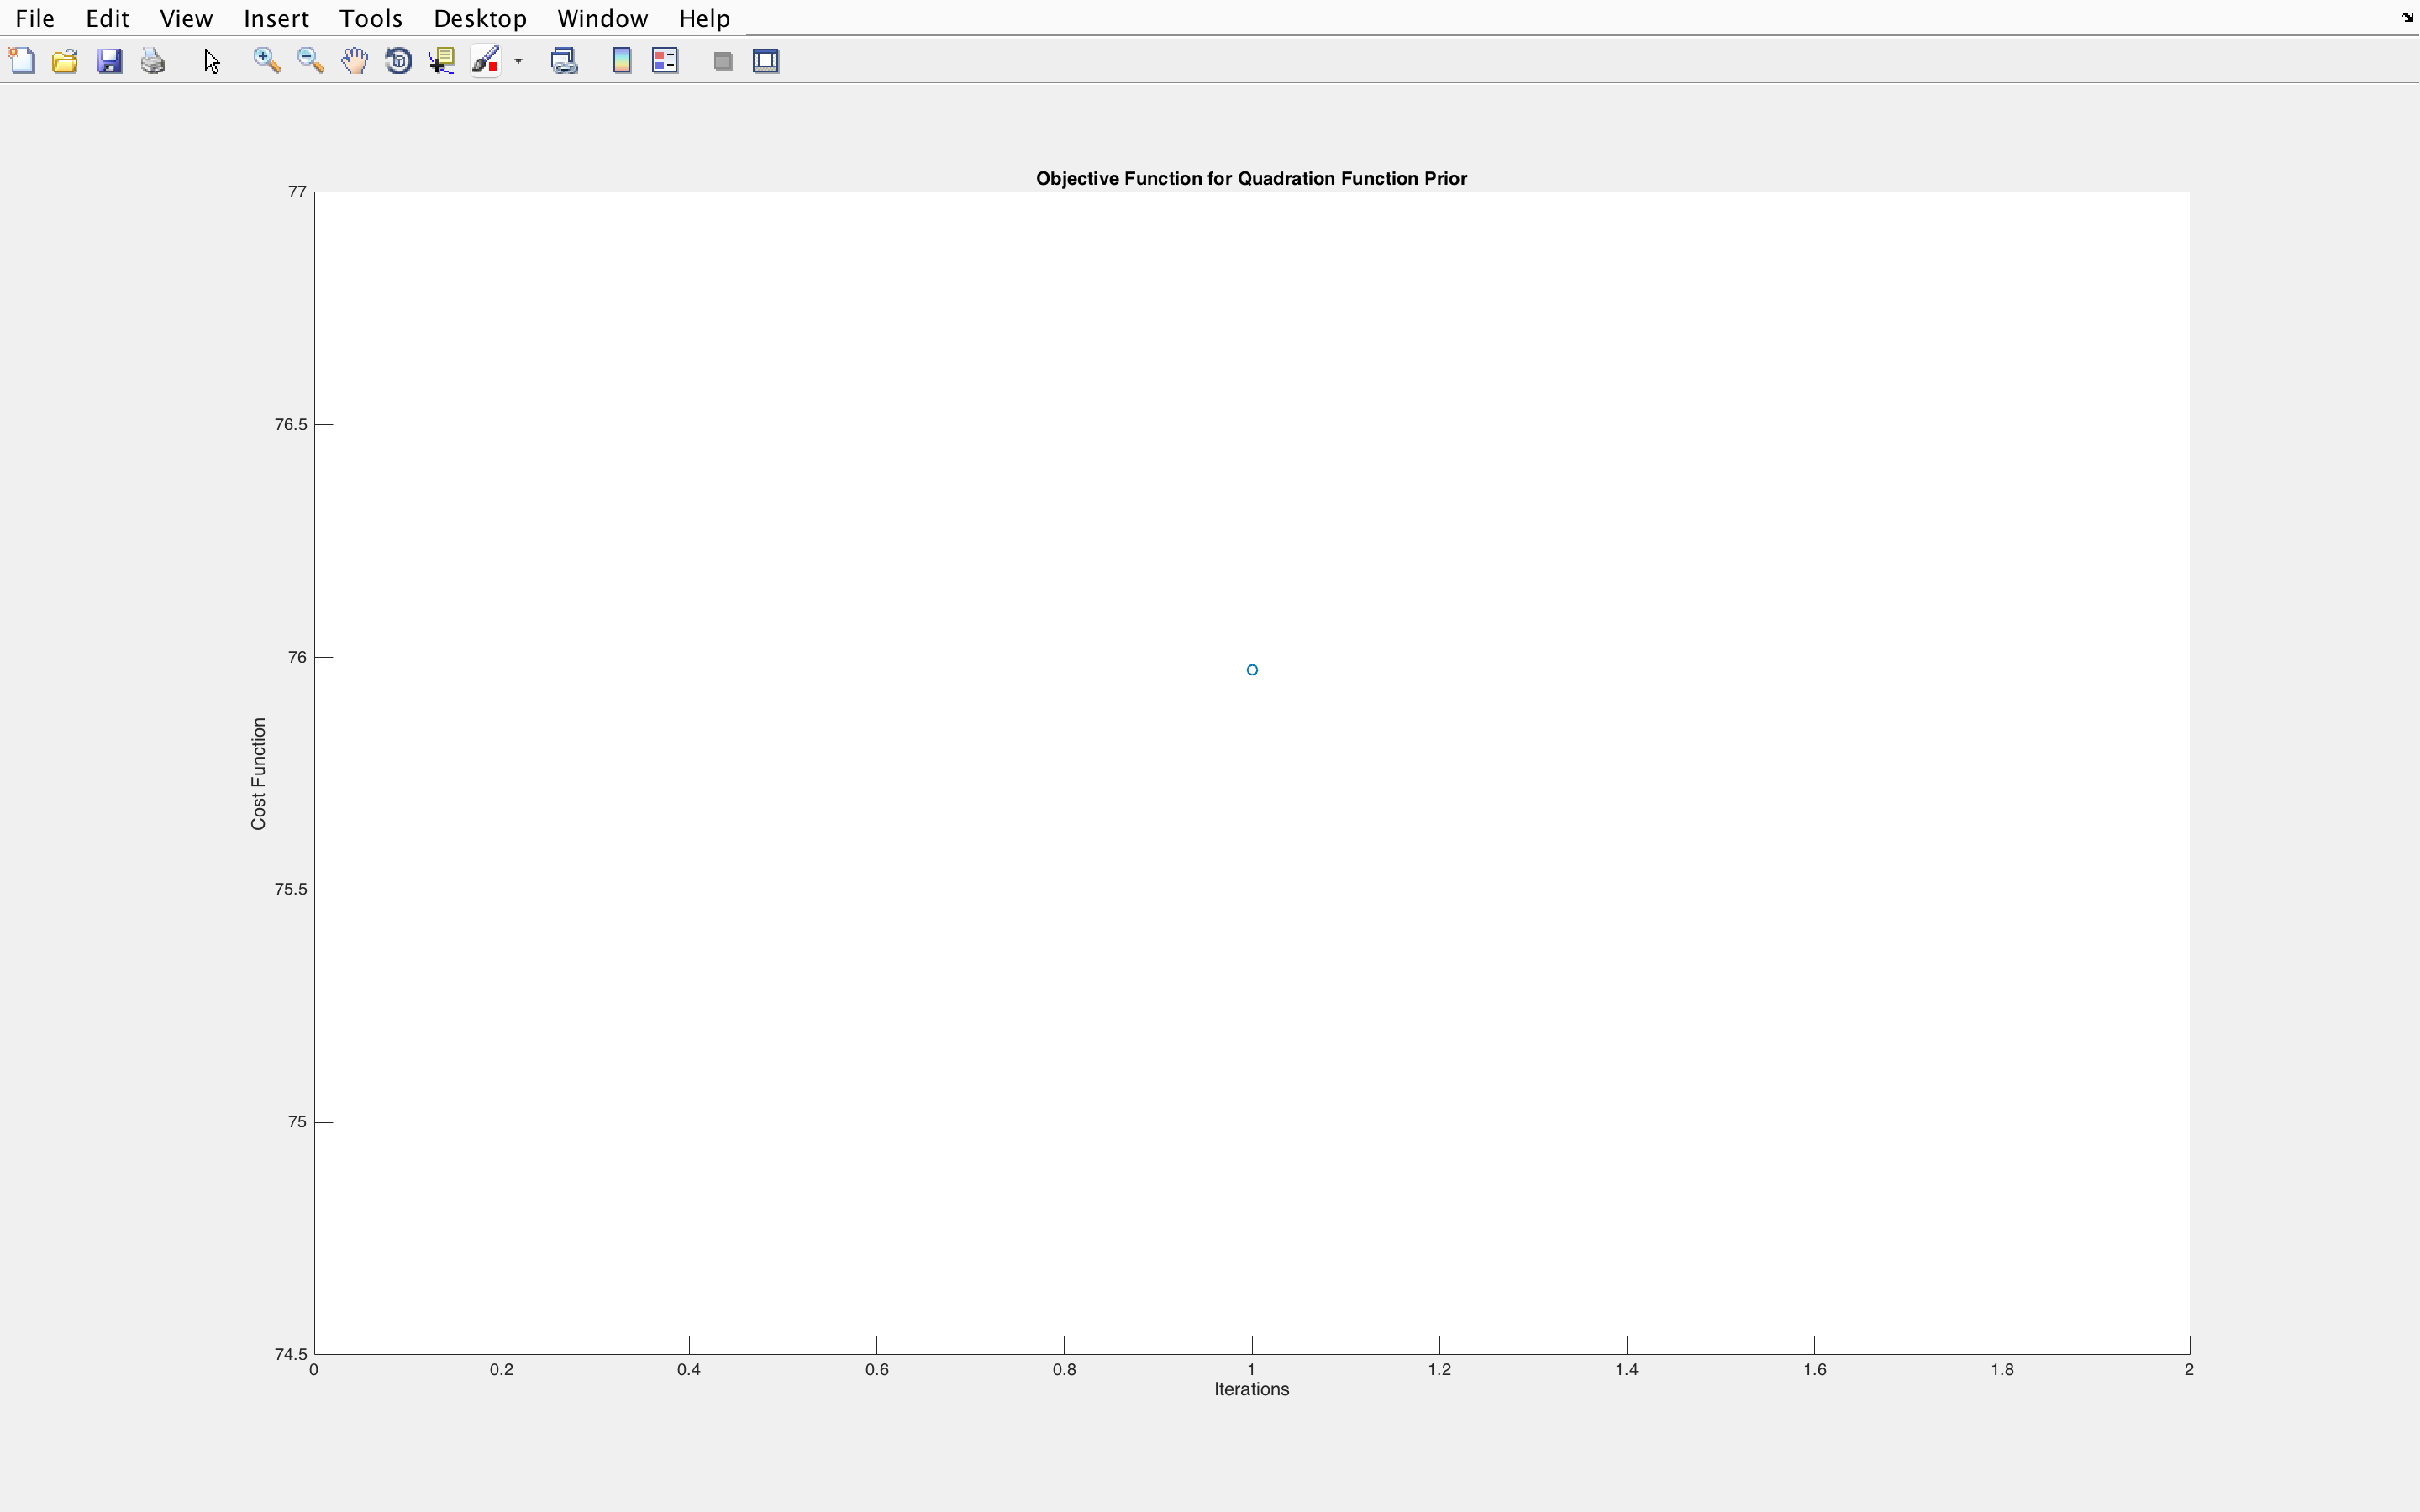 File Edit View Insert Tools Desktop Window Help
Objective Function for Quadration Function Prior
77
76.5
76
75.5
75
74.5
Cost Function
0 0.2 0.4 0.6 0.8 1 1.2 1.4 1.6 1.8 2
Iterations